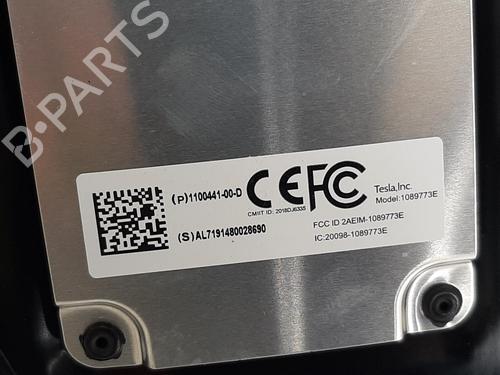 B-PARTS
(P)1100441-00-D
CE FC
Tesla,Inc.
Model:1089773E
CMIIT ID: 2018DJ6335
(S)AL7191480028690
FCC ID 2AEIM-1089773E
IC:20098-1089773E